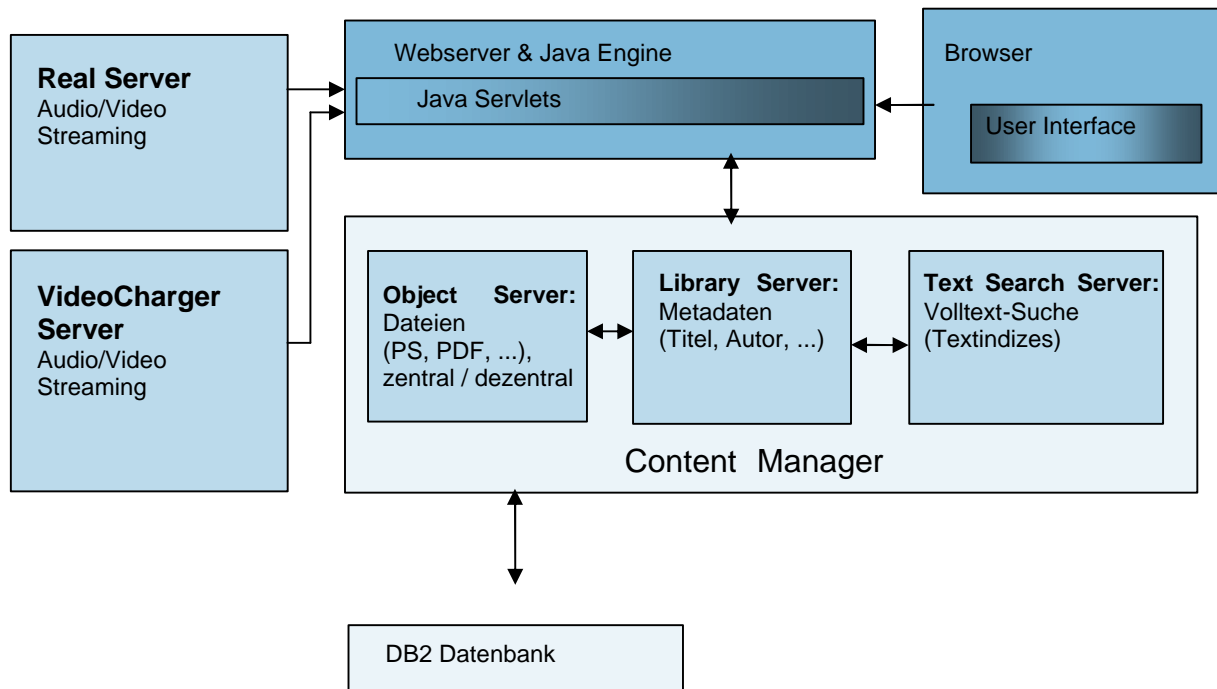 Real Server
Audio/Video
Streaming
VideoCharger
Server
Audio/Video
Streaming
Webserver & Java Engine
Java Servlets
Browser
User Interface
Object Server:
Dateien
(PS, PDF, ...),
zentral / dezentral
Library Server:
Metadaten
(Titel, Autor, ...)
Text Search Server:
Volltext-Suche
(Textindizes)
Content Manager
DB2 Datenbank